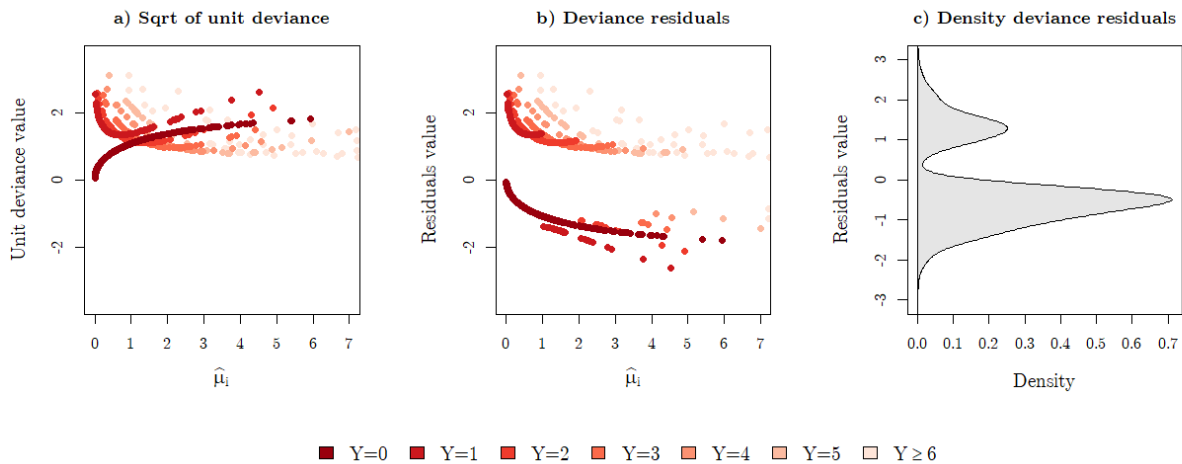 a) Sqrt of unit deviance
b) Deviance residuals
c) Density deviance residuals
Unit deviance value
2
0
-2
0 1 2 3 4 5 6 7
μ̂i
Residuals value
2
0
-2
0 1 2 3 4 5 6 7
μ̂i
Residuals value
3
2
1
0
-1
-2
-3
0.0 0.1 0.2 0.3 0.4 0.5 0.6 0.7
Density
Y=0 Y=1 Y=2 Y=3 Y=4 Y=5 Y ≥ 6